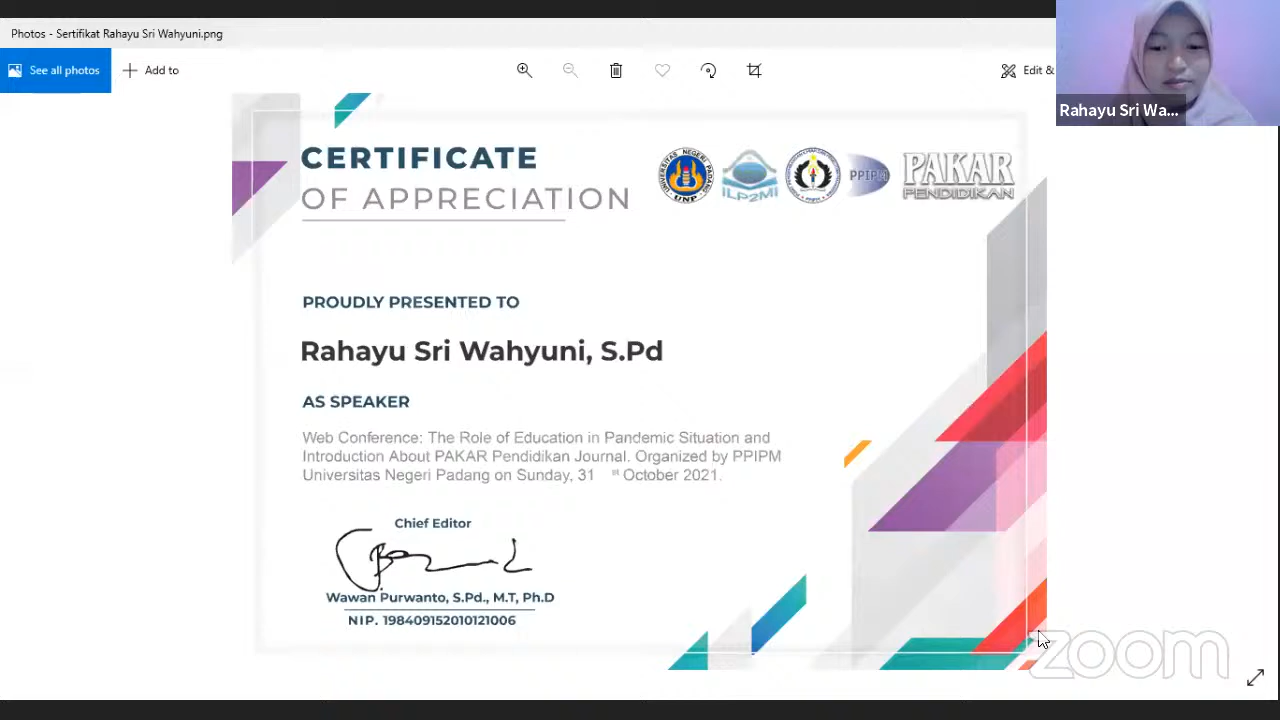 Photos - Sertifikat Rahayu Sri Wahyuni.png
See all photos
Add to
Edit &
Rahayu Sri Wa...
CERTIFICATE
OF APPRECIATION
UNIVERSITAS NEGERI PADANG
UNP
ILP2MI
PPIPM
PAKAR
PENDIDIKAN
PROUDLY PRESENTED TO
Rahayu Sri Wahyuni, S.Pd
AS SPEAKER
Web Conference: The Role of Education in Pandemic Situation and
Introduction About PAKAR Pendidikan Journal. Organized by PPIPM
Universitas Negeri Padang on Sunday, 31 st October 2021.
Chief Editor
Wawan Purwanto, S.Pd., M.T, Ph.D
NIP. 198409152010121006
zoom